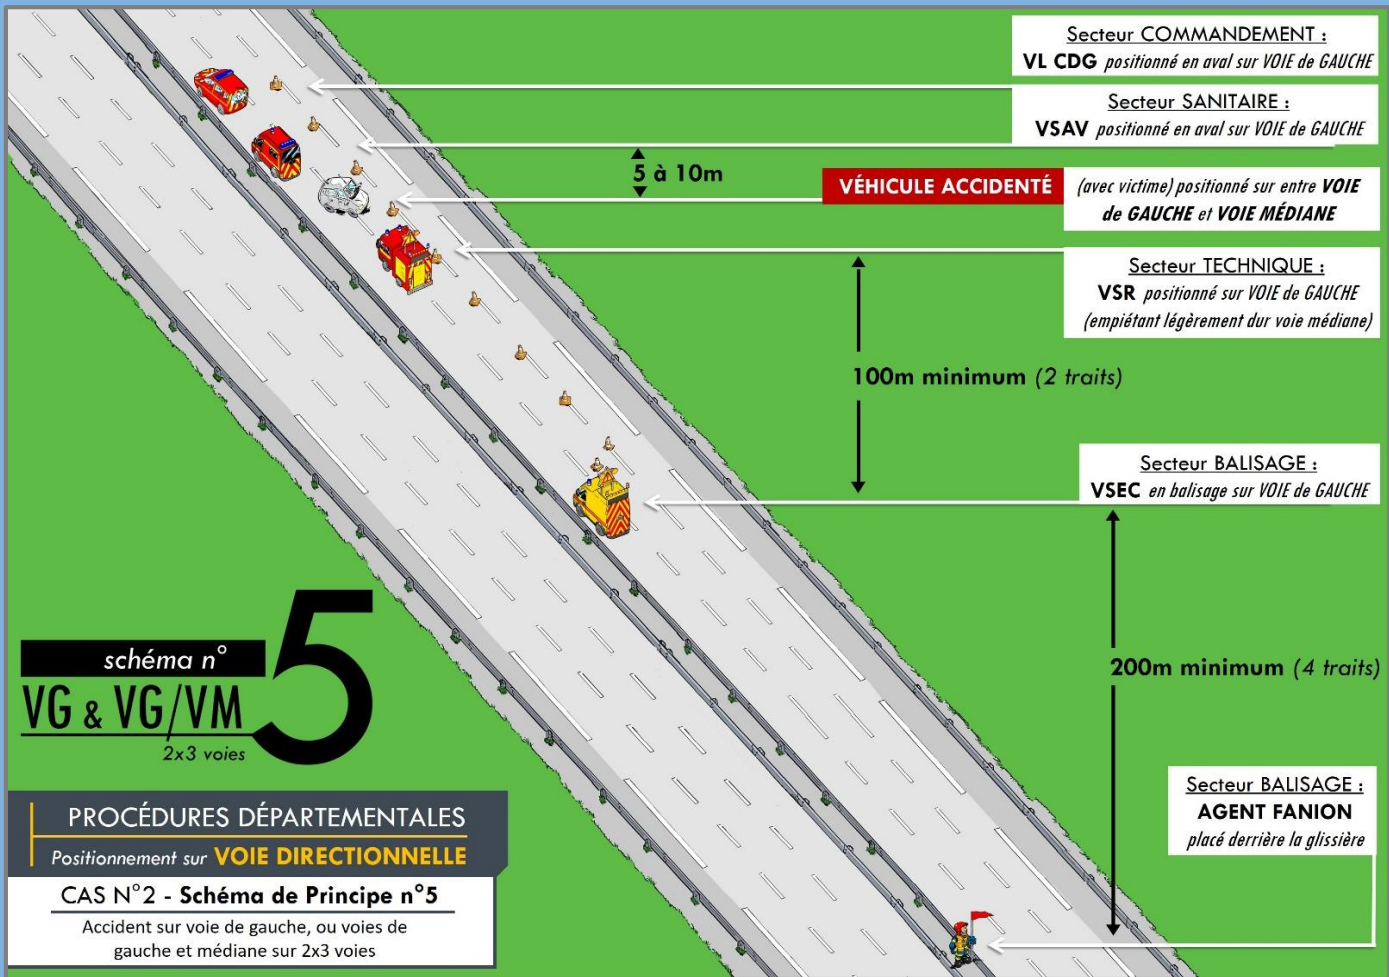 Secteur COMMANDEMENT :
VL CDG positionné en aval sur VOIE de GAUCHE
Secteur SANITAIRE :
VSAV positionné en aval sur VOIE de GAUCHE
5 à 10m
VÉHICULE ACCIDENTÉ
(avec victime) positionné sur entre VOIE
de GAUCHE et VOIE MÉDIANE
Secteur TECHNIQUE :
VSR positionné sur VOIE de GAUCHE
(empiétant légèrement dur voie médiane)
100m minimum (2 traits)
Secteur BALISAGE :
VSEC en balisage sur VOIE de GAUCHE
200m minimum (4 traits)
Secteur BALISAGE :
AGENT FANION
placé derrière la glissière
schéma n° 5
VG & VG/VM
2x3 voies
PROCÉDURES DÉPARTEMENTALES
Positionnement sur VOIE DIRECTIONNELLE
CAS N°2 - Schéma de Principe n°5
Accident sur voie de gauche, ou voies de
gauche et médiane sur 2x3 voies